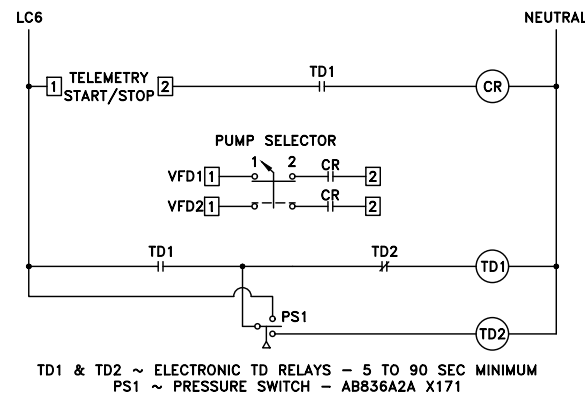 LC6 NEUTRAL
1 TELEMETRY START/STOP 2 TD1 CR
PUMP SELECTOR
1 2
VFD1 1 CR 2
VFD2 1 CR 2
TD1 TD2 TD1
PS1
TD2
TD1 & TD2 ~ ELECTRONIC TD RELAYS – 5 TO 90 SEC MINIMUM
PS1 ~ PRESSURE SWITCH – AB836A2A X171